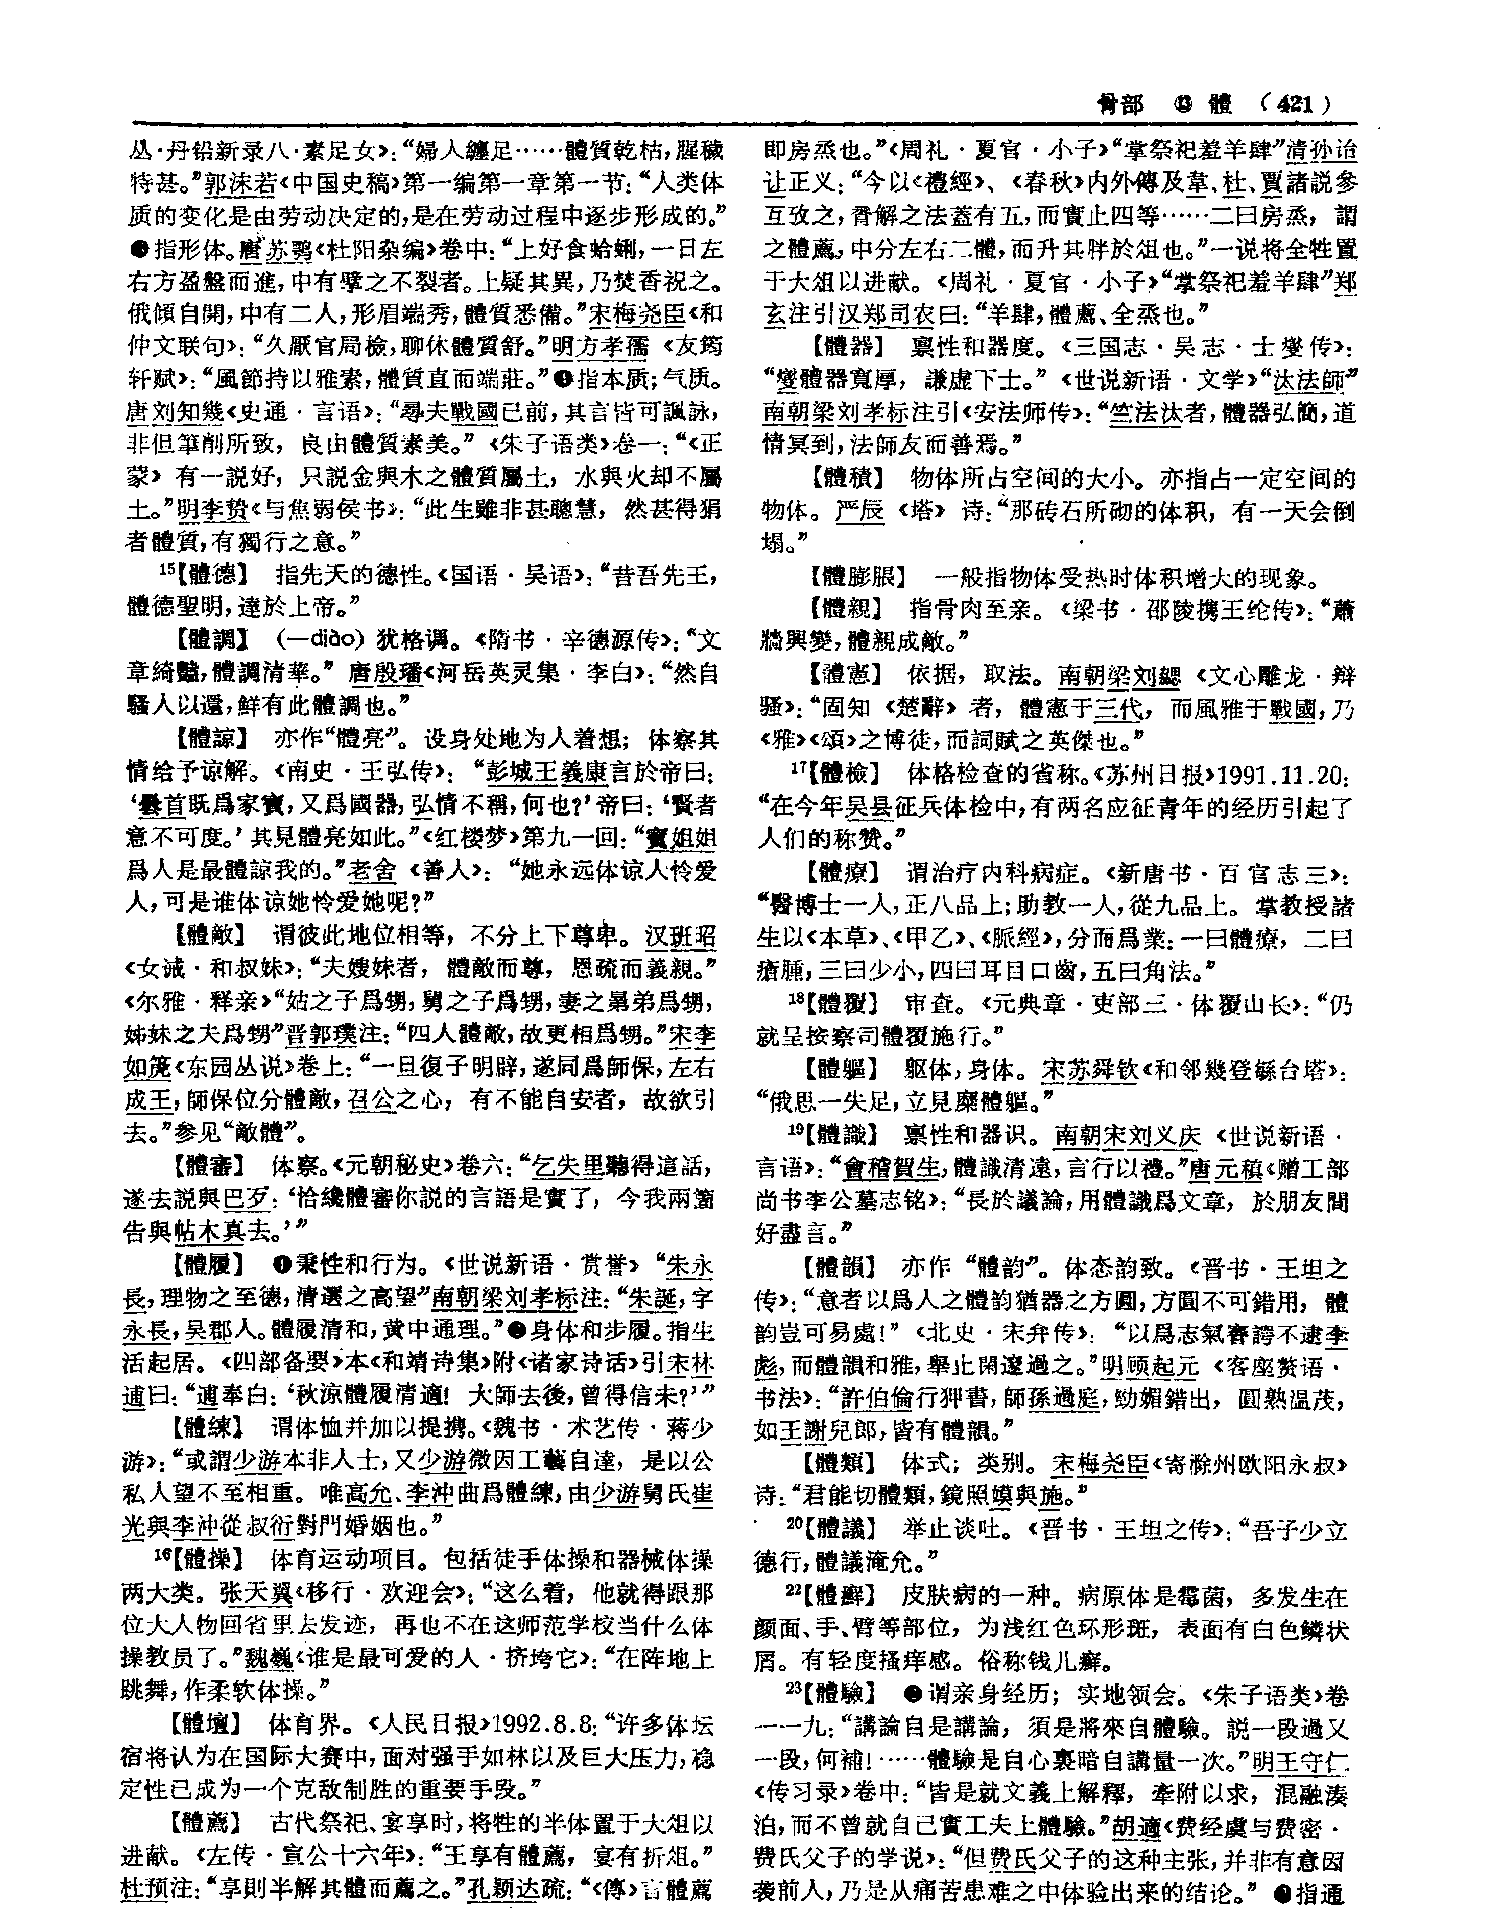 骨部 ⑬ 體 (421)
丛·丹铅新录八·素足女》：“婦人纏足……體質乾枯，腥穢
特甚。”郭沫若《中国史稿》第一编第一章第一节：“人类体
质的变化是由劳动决定的，是在劳动过程中逐步形成的。”
❸指形体。唐苏鹗《杜阳杂编》卷中：“上好食蛤蜊，一日左
右方盈盤而進，中有擘之不裂者。上疑其異，乃焚香祝之。
俄傾自開，中有二人，形眉端秀，體質悉備。”宋梅尧臣《和
仲文联句》：“久厭官局檢，聊休體質舒。”明方孝孺《友筠
轩赋》：“風節持以雅素，體質直而端莊。”❹指本质；气质。
唐刘知幾《史通·言语》：“尋夫戰國已前，其言皆可諷詠，
非但筆削所致，良由體質素美。”《朱子语类》卷一：“《正
蒙》有一説好，只説金與木之體質屬土，水與火却不屬
土。”明李贽《与焦弱侯书》：“此生雖非甚聰慧，然甚得狷
者體質，有獨行之意。”
15【體德】 指先天的德性。《国语·吴语》：“昔吾先王，
體德聖明，達於上帝。”
【體調】 (—diào) 犹格调。《隋书·辛德源传》：“文
章綺豔，體調清華。”唐殷璠《河岳英灵集·李白》：“然自
騷人以還，鮮有此體調也。”
【體諒】 亦作“體亮”。设身处地为人着想；体察其
情给予谅解。《南史·王弘传》：“彭城王義康言於帝曰：
‘曇首既爲家寶，又爲國器，弘情不稱，何也？’帝曰：‘賢者
意不可度。’其見體亮如此。”《红楼梦》第九一回：“寶姐姐
爲人是最體諒我的。”老舍《善人》：“她永远体谅人怜爱
人，可是谁体谅她怜爱她呢？”
【體敵】 谓彼此地位相等，不分上下尊卑。汉班昭
《女诫·和叔妹》：“夫嫂妹者，體敵而尊，恩疏而義親。”
《尔雅·释亲》“姑之子爲甥，舅之子爲甥，妻之晜弟爲甥，
姊妹之夫爲甥”晋郭璞注：“四人體敵，故更相爲甥。”宋李
如箎《东园丛说》卷上：“一旦復子明辟，遂同爲師保，左右
成王，師保位分體敵，召公之心，有不能自安者，故欲引
去。”参见“敵體”。
【體審】 体察。《元朝秘史》卷六：“乞失里聽得這話，
遂去説與巴歹：‘恰纔體審你説的言語是實了，今我兩箇
告與帖木真去。’”
【體履】 ❶秉性和行为。《世说新语·赏誉》“朱永
長，理物之至德，清選之高望”南朝梁刘孝标注：“朱誕，字
永長，吴郡人。體履清和，黄中通理。”❷身体和步履。指生
活起居。《四部备要》本《和靖诗集》附《诸家诗话》引宋林
逋曰：“逋奉白：‘秋涼體履清適！大師去後，曾得信未？’”
【體練】 谓体恤并加以提携。《魏书·术艺传·蒋少
游》：“或謂少游本非人士，又少游微因工藝自達，是以公
私人望不至相重。唯高允、李沖曲爲體練，由少游舅氏崔
光與李沖從叔衍對門婚姻也。”
16【體操】 体育运动项目。包括徒手体操和器械体操
两大类。张天翼《移行·欢迎会》：“这么着，他就得跟那
位大人物回省里去发迹，再也不在这师范学校当什么体
操教员了。”魏巍《谁是最可爱的人·挤垮它》：“在阵地上
跳舞，作柔软体操。”
【體壇】 体育界。《人民日报》1992.8.8：“许多体坛
宿将认为在国际大赛中，面对强手如林以及巨大压力，稳
定性已成为一个克敌制胜的重要手段。”
【體薦】 古代祭祀、宴享时，将牲的半体置于大俎以
进献。《左传·宣公十六年》：“王享有體薦，宴有折俎。”
杜预注：“享則半解其體而薦之。”孔颖达疏：“《傳》言體薦
即房烝也。”《周礼·夏官·小子》“掌祭祀羞羊肆”清孙诒
让正义：“今以《禮經》、《春秋》内外傳及韋、杜、賈諸説參
互攷之，胥解之法蓋有五，而實止四等……二曰房烝，謂
之體薦，中分左右二體，而升其胖於俎也。”一说将全牲置
于大俎以进献。《周礼·夏官·小子》“掌祭祀羞羊肆”郑
玄注引汉郑司农曰：“羊肆，體薦、全烝也。”
【體器】 禀性和器度。《三国志·吴志·士燮传》：
“燮體器寬厚，謙虚下士。”《世说新语·文学》“汰法師”
南朝梁刘孝标注引《安法师传》：“竺法汰者，體器弘簡，道
情冥到，法師友而善焉。”
【體積】 物体所占空间的大小。亦指占一定空间的
物体。严辰《塔》诗：“那砖石所砌的体积，有一天会倒
塌。”
【體膨脹】 一般指物体受热时体积增大的现象。
【體親】 指骨肉至亲。《梁书·邵陵携王纶传》：“蕭
牆興變，體親成敵。”
【體憲】 依据，取法。南朝梁刘勰《文心雕龙·辩
骚》：“固知《楚辭》者，體憲于三代，而風雅于戰國，乃
《雅》《頌》之博徒，而詞賦之英傑也。”
17【體檢】 体格检查的省称。《苏州日报》1991.11.20：
“在今年吴县征兵体检中，有两名应征青年的经历引起了
人们的称赞。”
【體療】 谓治疗内科病症。《新唐书·百官志三》：
“醫博士一人，正八品上；助教一人，從九品上。掌教授諸
生以《本草》、《甲乙》、《脈經》，分而爲業：一曰體療，二曰
瘡腫，三曰少小，四曰耳目口齒，五曰角法。”
18【體覆】 审查。《元典章·吏部三·体覆山长》：“仍
就呈按察司體覆施行。”
【體軀】 躯体，身体。宋苏舜钦《和邻幾登繇台塔》：
“俄思一失足，立見糜體軀。”
19【體識】 禀性和器识。南朝宋刘义庆《世说新语·
言语》：“會稽賀生，體識清遠，言行以禮。”唐元稹《赠工部
尚书李公墓志铭》：“長於議論，用體識爲文章，於朋友間
好盡言。”
【體韻】 亦作“體韵”。体态韵致。《晋书·王坦之
传》：“意者以爲人之體韵猶器之方圓，方圓不可錯用，體
韵豈可易處！”《北史·宋弁传》：“以爲志氣謇諤不逮李
彪，而體韻和雅，舉止閑邃過之。”明顾起元《客座赘语·
书法》：“許伯倫行狎書，師孫過庭，勁媚錯出，圓熟温茂，
如王謝兒郎，皆有體韻。”
【體類】 体式；类别。宋梅尧臣《寄滁州欧阳永叔》
诗：“君能切體類，鏡照嫫與施。”
20【體議】 举止谈吐。《晋书·王坦之传》：“吾子少立
德行，體議淹允。”
22【體癬】 皮肤病的一种。病原体是霉菌，多发生在
颜面、手、臂等部位，为浅红色环形斑，表面有白色鳞状
屑。有轻度搔痒感。俗称钱儿癣。
23【體驗】 ❶谓亲身经历；实地领会。《朱子语类》卷
一一九：“講論自是講論，須是將來自體驗。説一段過又
一段，何補！……體驗是自心裏暗自講量一次。”明王守仁
《传习录》卷中：“皆是就文義上解釋，牽附以求，混融湊
泊，而不曾就自己實工夫上體驗。”胡適《费经虞与费密·
费氏父子的学说》：“但费氏父子的这种主张，并非有意因
袭前人，乃是从痛苦患难之中体验出来的结论。”❷指通